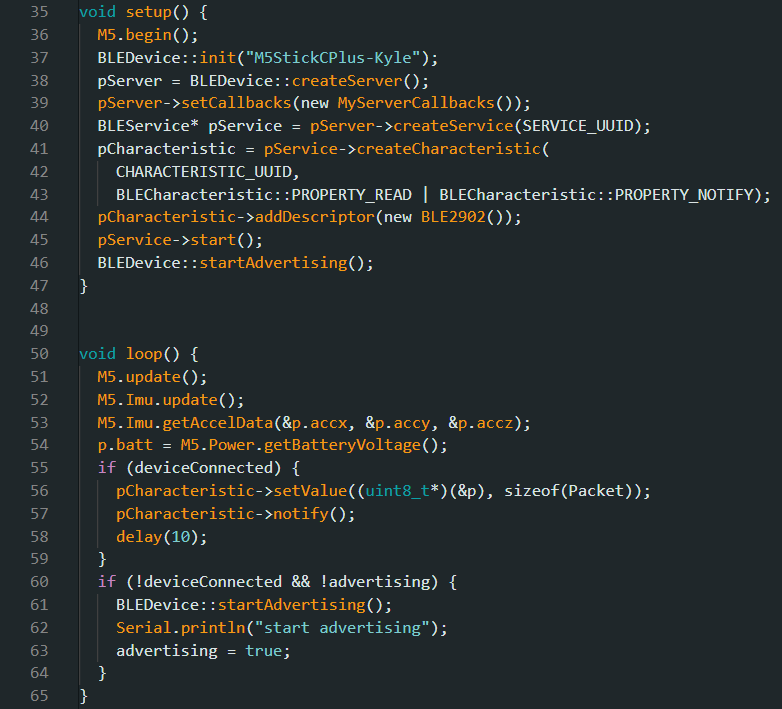 35 void setup() {
36   M5.begin();
37   BLEDevice::init("M5StickCPlus-Kyle");
38   pServer = BLEDevice::createServer();
39   pServer->setCallbacks(new MyServerCallbacks());
40   BLEService* pService = pServer->createService(SERVICE_UUID);
41   pCharacteristic = pService->createCharacteristic(
42     CHARACTERISTIC_UUID,
43     BLECharacteristic::PROPERTY_READ | BLECharacteristic::PROPERTY_NOTIFY);
44   pCharacteristic->addDescriptor(new BLE2902());
45   pService->start();
46   BLEDevice::startAdvertising();
47 }
48
49
50 void loop() {
51   M5.update();
52   M5.Imu.update();
53   M5.Imu.getAccelData(&p.accx, &p.accy, &p.accz);
54   p.batt = M5.Power.getBatteryVoltage();
55   if (deviceConnected) {
56     pCharacteristic->setValue((uint8_t*)(&p), sizeof(Packet));
57     pCharacteristic->notify();
58     delay(10);
59   }
60   if (!deviceConnected && !advertising) {
61     BLEDevice::startAdvertising();
62     Serial.println("start advertising");
63     advertising = true;
64   }
65 }